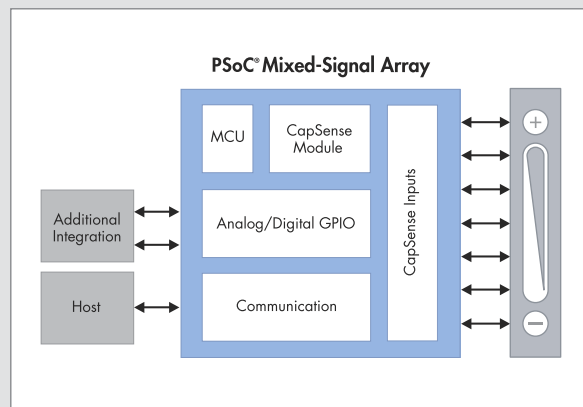 PSoC® Mixed-Signal Array
MCU
CapSense
Module
CapSense Inputs
Additional
Integration
Analog/Digital GPIO
Host
Communication
+
−